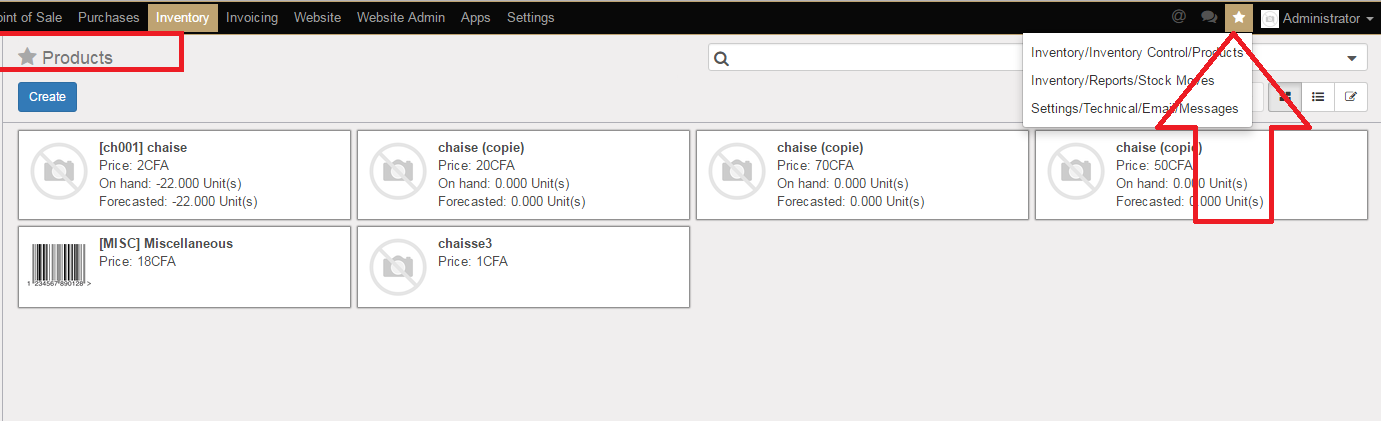 oint of Sale Purchases Inventory Invoicing Website Website Admin Apps Settings @ Administrator
Products
Inventory/Inventory Control/Products
Inventory/Reports/Stock Moves
Settings/Technical/Email/Messages
Create
[ch001] chaise
Price: 2CFA
On hand: -22.000 Unit(s)
Forecasted: -22.000 Unit(s)
chaise (copie)
Price: 20CFA
On hand: 0.000 Unit(s)
Forecasted: 0.000 Unit(s)
chaise (copie)
Price: 70CFA
On hand: 0.000 Unit(s)
Forecasted: 0.000 Unit(s)
chaise (copie)
Price: 50CFA
On hand: 0.000 Unit(s)
Forecasted: 0.000 Unit(s)
[MISC] Miscellaneous
Price: 18CFA
1 234567 890128 >
chaisse3
Price: 1CFA